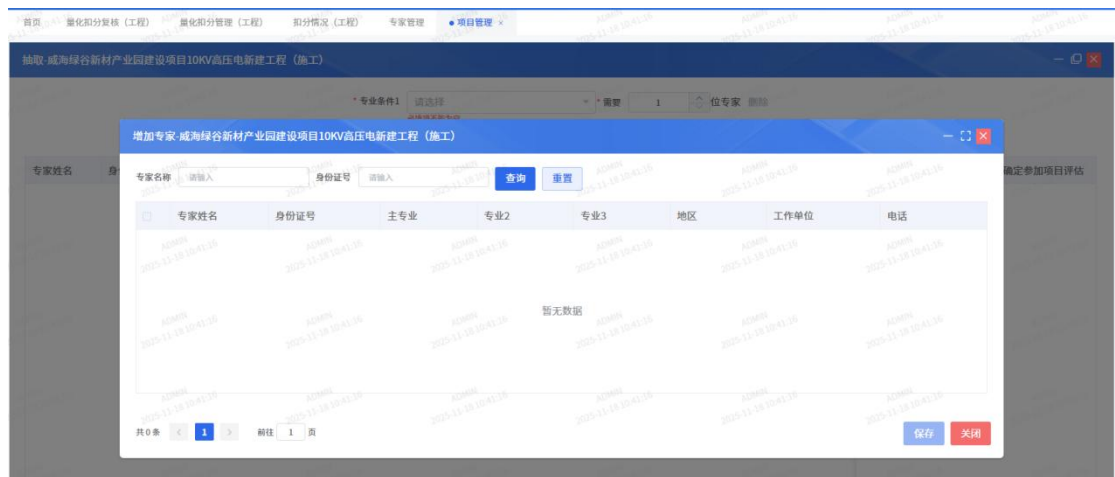 首页 量化扣分复核（工程） 量化扣分管理（工程） 扣分情况（工程） 专家管理 ● 项目管理 ×
抽取-威海绿谷新材产业园建设项目10KV高压电新建工程（施工）
* 专业条件1 请选择 * 需要 1 位专家 删除
增加专家-威海绿谷新材产业园建设项目10KV高压电新建工程（施工）
专家姓名 身 确定参加项目评估
专家名称 请输入 身份证号 请输入 查询 重置
专家姓名 身份证号 主专业 专业2 专业3 地区 工作单位 电话
暂无数据
共0条 < 1 > 前往 1 页
保存 关闭
ADMIN
2025-11-18 10:41:16